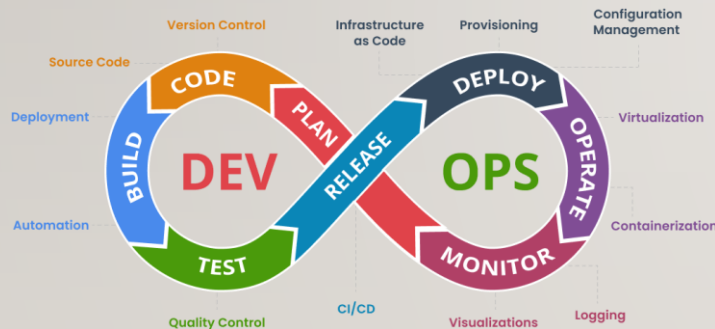 Configuration
Management
Version Control
Infrastructure
as Code
Provisioning
Source Code
CODE
DEPLOY
PLAN
Deployment
Virtualization
BUILD
DEV
RELEASE
OPS
OPERATE
Automation
Containerization
TEST
MONITOR
CI/CD
Logging
Quality Control
Visualizations